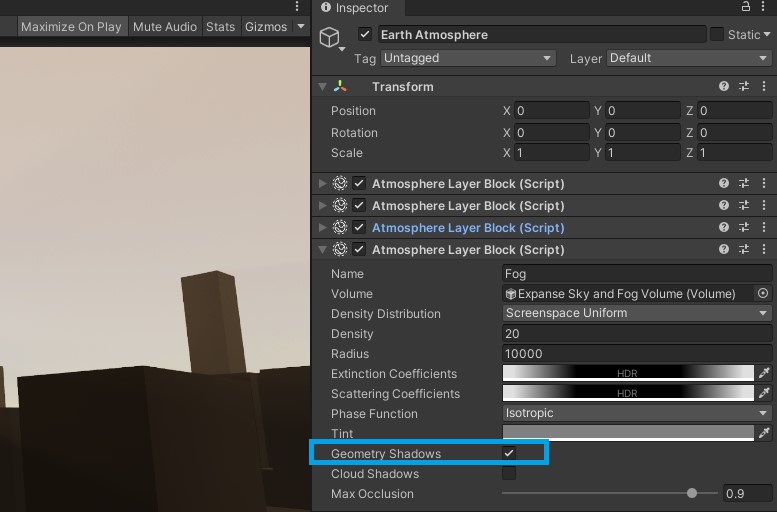 Inspector
Maximize On Play Mute Audio Stats Gizmos
Earth Atmosphere Static
Tag Untagged Layer Default
Transform
Position X 0 Y 0 Z 0
Rotation X 0 Y 0 Z 0
Scale X 1 Y 1 Z 1
Atmosphere Layer Block (Script)
Atmosphere Layer Block (Script)
Atmosphere Layer Block (Script)
Atmosphere Layer Block (Script)
Name Fog
Volume Expanse Sky and Fog Volume (Volume)
Density Distribution Screenspace Uniform
Density 20
Radius 10000
Extinction Coefficients HDR
Scattering Coefficients HDR
Phase Function Isotropic
Tint
Geometry Shadows
Cloud Shadows
Max Occlusion 0.9